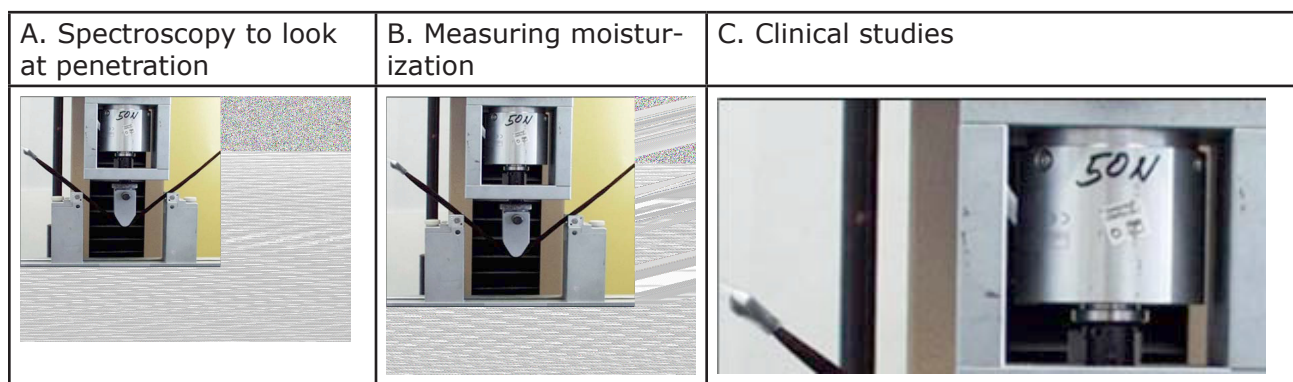 A. Spectroscopy to look
at penetration
B. Measuring moistur-
ization
C. Clinical studies
50N
50N
50N